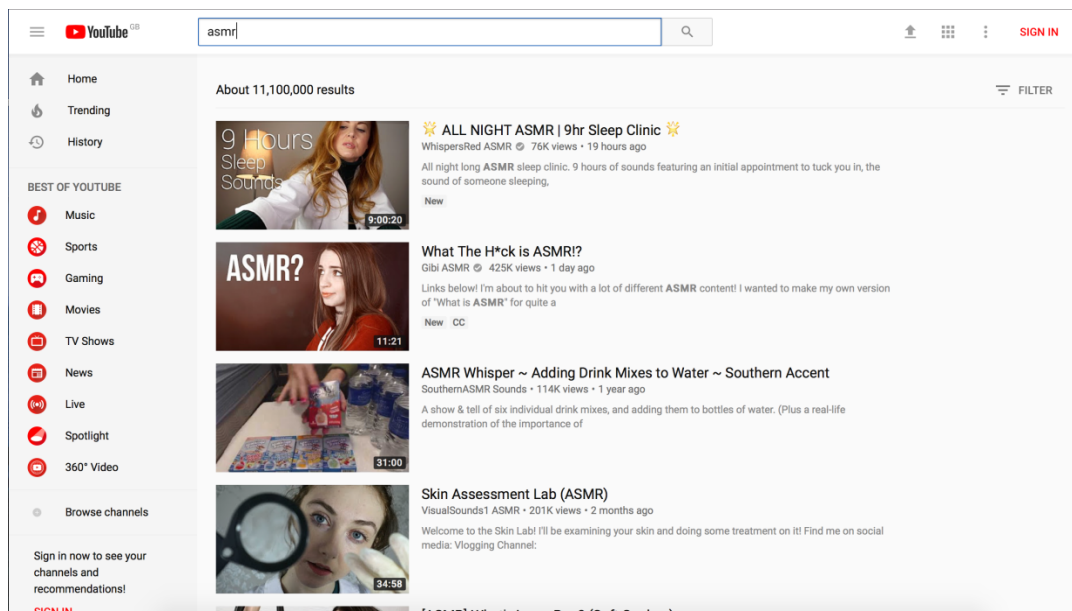 YouTube GB
asmr
SIGN IN
Home
Trending
History
BEST OF YOUTUBE
Music
Sports
Gaming
Movies
TV Shows
News
Live
Spotlight
360° Video
Browse channels
Sign in now to see your
channels and
recommendations!
SIGN IN
About 11,100,000 results
FILTER
9 Hours
Sleep
Sounds
9:00:20
🌟 ALL NIGHT ASMR | 9hr Sleep Clinic 🌟
WhispersRed ASMR 76K views • 19 hours ago
All night long ASMR sleep clinic. 9 hours of sounds featuring an initial appointment to tuck you in, the
sound of someone sleeping,
New
ASMR?
11:21
What The H*ck is ASMR!?
Gibi ASMR 425K views • 1 day ago
Links below! I'm about to hit you with a lot of different ASMR content! I wanted to make my own version
of "What is ASMR" for quite a
New CC
31:00
ASMR Whisper ~ Adding Drink Mixes to Water ~ Southern Accent
SouthernASMR Sounds • 114K views • 1 year ago
A show & tell of six individual drink mixes, and adding them to bottles of water. (Plus a real-life
demonstration of the importance of
34:58
Skin Assessment Lab (ASMR)
VisualSounds1 ASMR • 201K views • 2 months ago
Welcome to the Skin Lab! I'll be examining your skin and doing some treatment on it! Find me on social
media: Vlogging Channel: